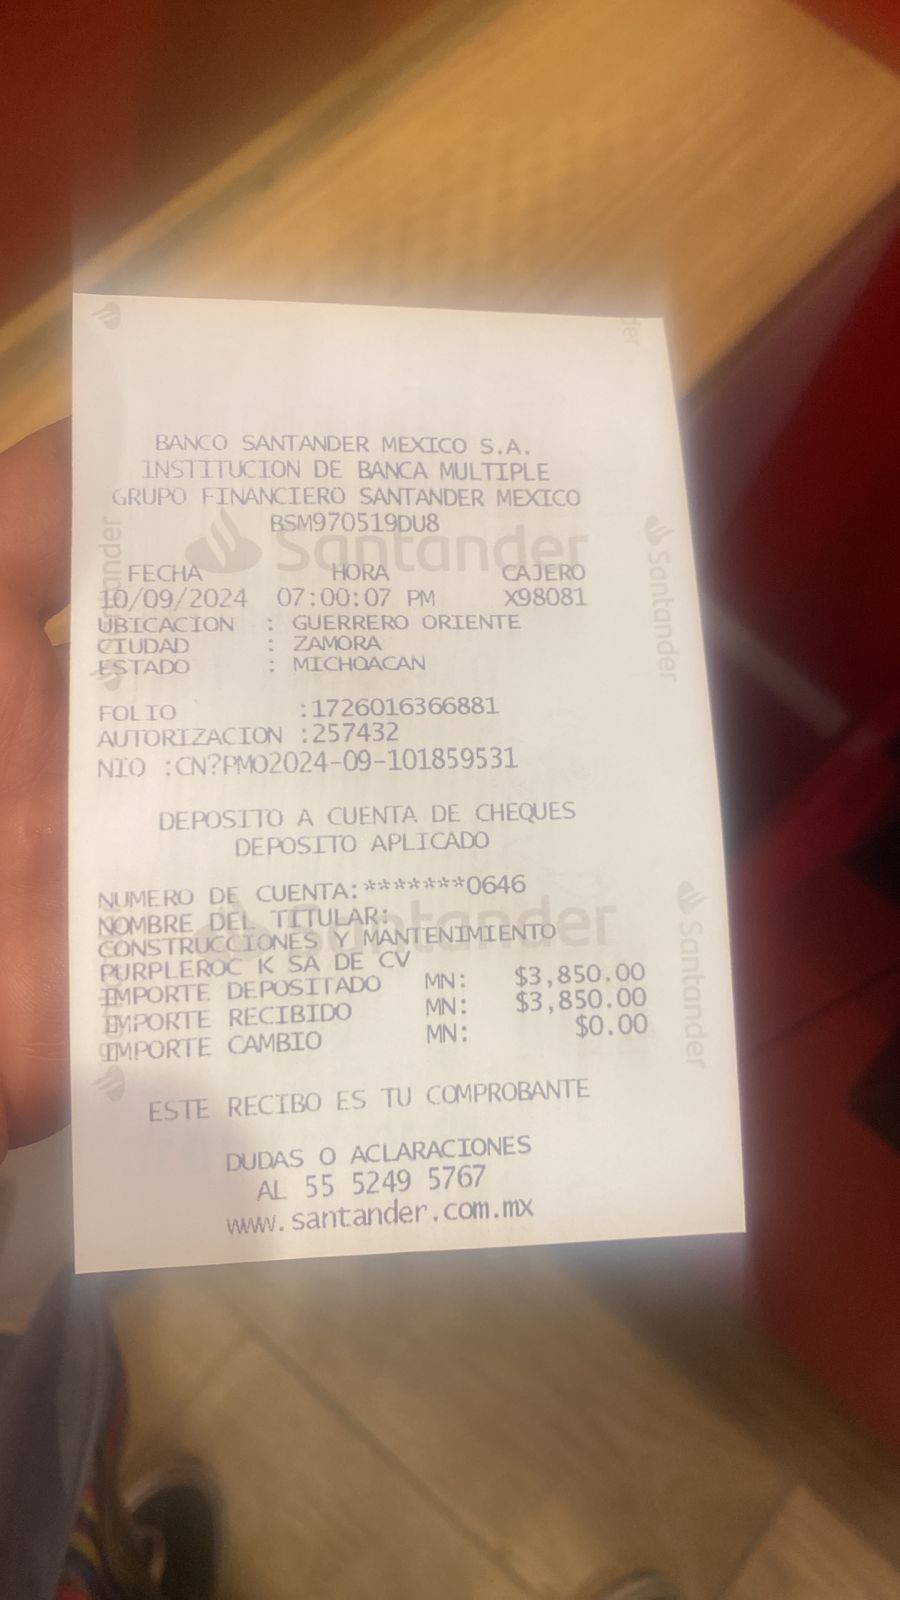 BANCO SANTANDER MEXICO S.A.
INSTITUCION DE BANCA MULTIPLE
GRUPO FINANCIERO SANTANDER MEXICO
BSM970519DU8
Santander
FECHA HORA CAJERO
10/09/2024 07:00:07 PM X98081
UBICACION : GUERRERO ORIENTE
CIUDAD : ZAMORA
ESTADO : MICHOACAN
FOLIO :1726016366881
AUTORIZACION :257432
NIO :CN?PMO2024-09-101859531
DEPOSITO A CUENTA DE CHEQUES
DEPOSITO APLICADO
NUMERO DE CUENTA:*******0646
NOMBRE DEL TITULAR:
CONSTRUCCIONES Y MANTENIMIENTO
PURPLEROC K SA DE CV
IMPORTE DEPOSITADO MN: $3,850.00
IMPORTE RECIBIDO MN: $3,850.00
IMPORTE CAMBIO MN: $0.00
ESTE RECIBO ES TU COMPROBANTE
DUDAS O ACLARACIONES
AL 55 5249 5767
www.santander.com.mx
Santander
Santander
Santander